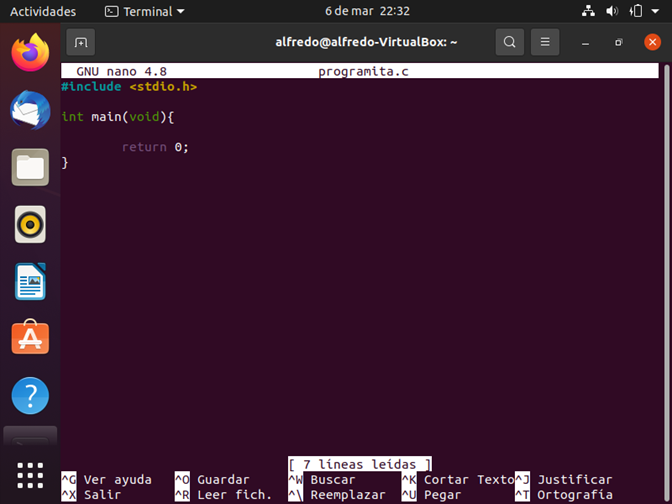 Actividades Terminal 6 de mar 22:32
alfredo@alfredo-VirtualBox: ~
GNU nano 4.8 programita.c
#include <stdio.h>
int main(void){
return 0;
}
[ 7 líneas leídas ]
^G Ver ayuda ^O Guardar ^W Buscar ^K Cortar Texto ^J Justificar
^X Salir ^R Leer fich. ^\ Reemplazar ^U Pegar ^T Ortografía